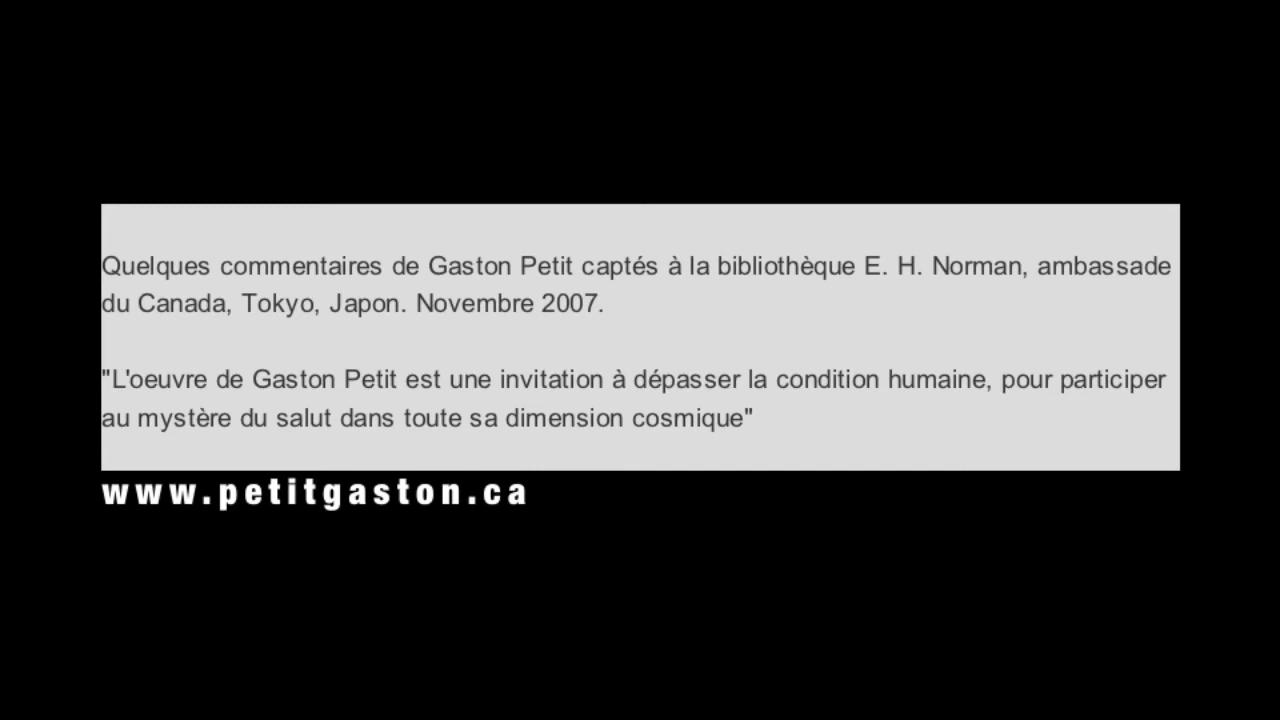 Quelques commentaires de Gaston Petit captés à la bibliothèque E. H. Norman, ambassade
du Canada, Tokyo, Japon. Novembre 2007.
"L'oeuvre de Gaston Petit est une invitation à dépasser la condition humaine, pour participer
au mystère du salut dans toute sa dimension cosmique"
www.petitgaston.ca